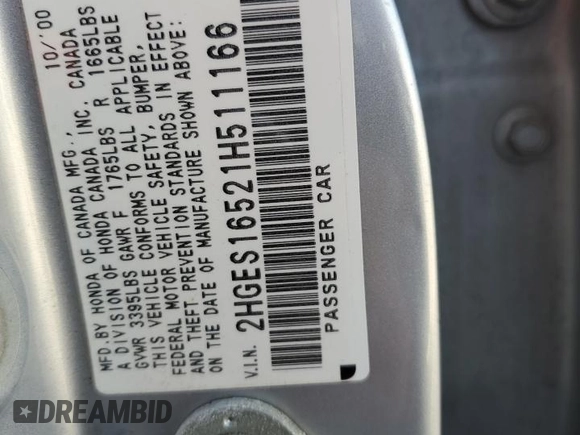 MFD. BY HONDA OF CANADA MFG., 10/'00
A DIVISION OF HONDA CANADA INC. CANADA
GVWR 3395LBS GAWR F 1765LBS R 1665LBS
THIS VEHICLE CONFORMS TO ALL APPLICABLE
FEDERAL MOTOR VEHICLE SAFETY, BUMPER,
AND THEFT PREVENTION STANDARDS IN EFFECT
ON THE DATE OF MANUFACTURE SHOWN ABOVE.
V.I.N. 2HGES16521H511166
PASSENGER CAR
DREAMBID